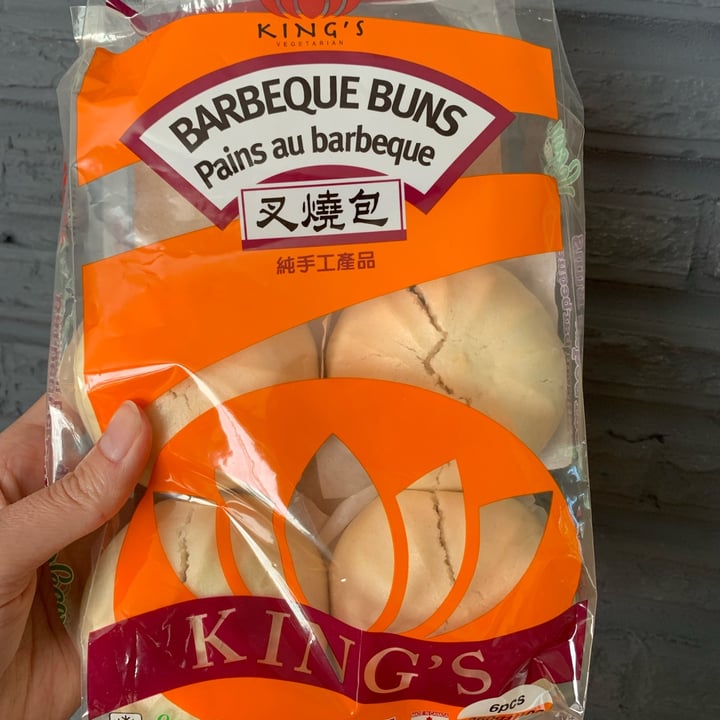 KING'S
VEGETARIAN
BARBEQUE BUNS
Pains au barbeque
叉燒包
純手工產品
KING'S
6pcs